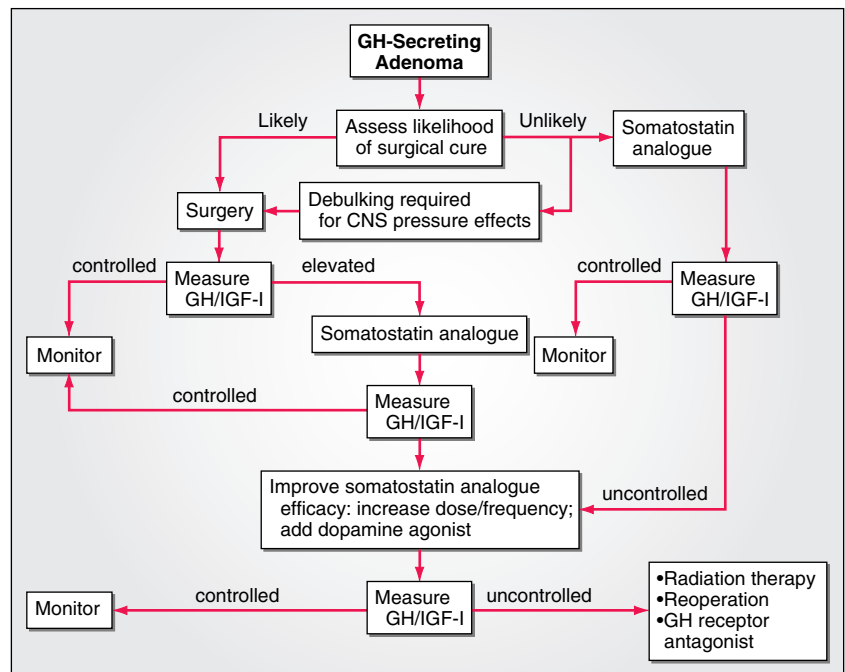 GH-Secreting
Adenoma
Likely
Assess likelihood
of surgical cure
Unlikely
Somatostatin
analogue
Surgery
Debulking required
for CNS pressure effects
controlled
Measure
GH/IGF-I
elevated
controlled
Measure
GH/IGF-I
Monitor
Somatostatin analogue
Monitor
controlled
Measure
GH/IGF-I
Improve somatostatin analogue
efficacy: increase dose/frequency;
add dopamine agonist
uncontrolled
Monitor
controlled
Measure
GH/IGF-I
uncontrolled
•Radiation therapy
•Reoperation
•GH receptor
antagonist